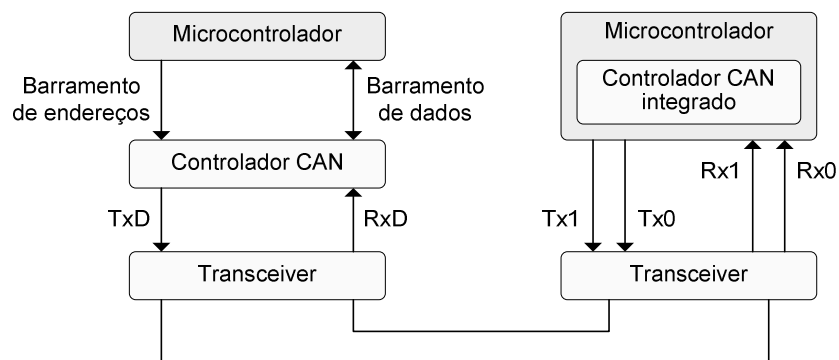 Microcontrolador
Barramento
de endereços
Barramento
de dados
Controlador CAN
TxD
RxD
Transceiver
Microcontrolador
Controlador CAN
integrado
Rx1
Rx0
Tx1
Tx0
Transceiver